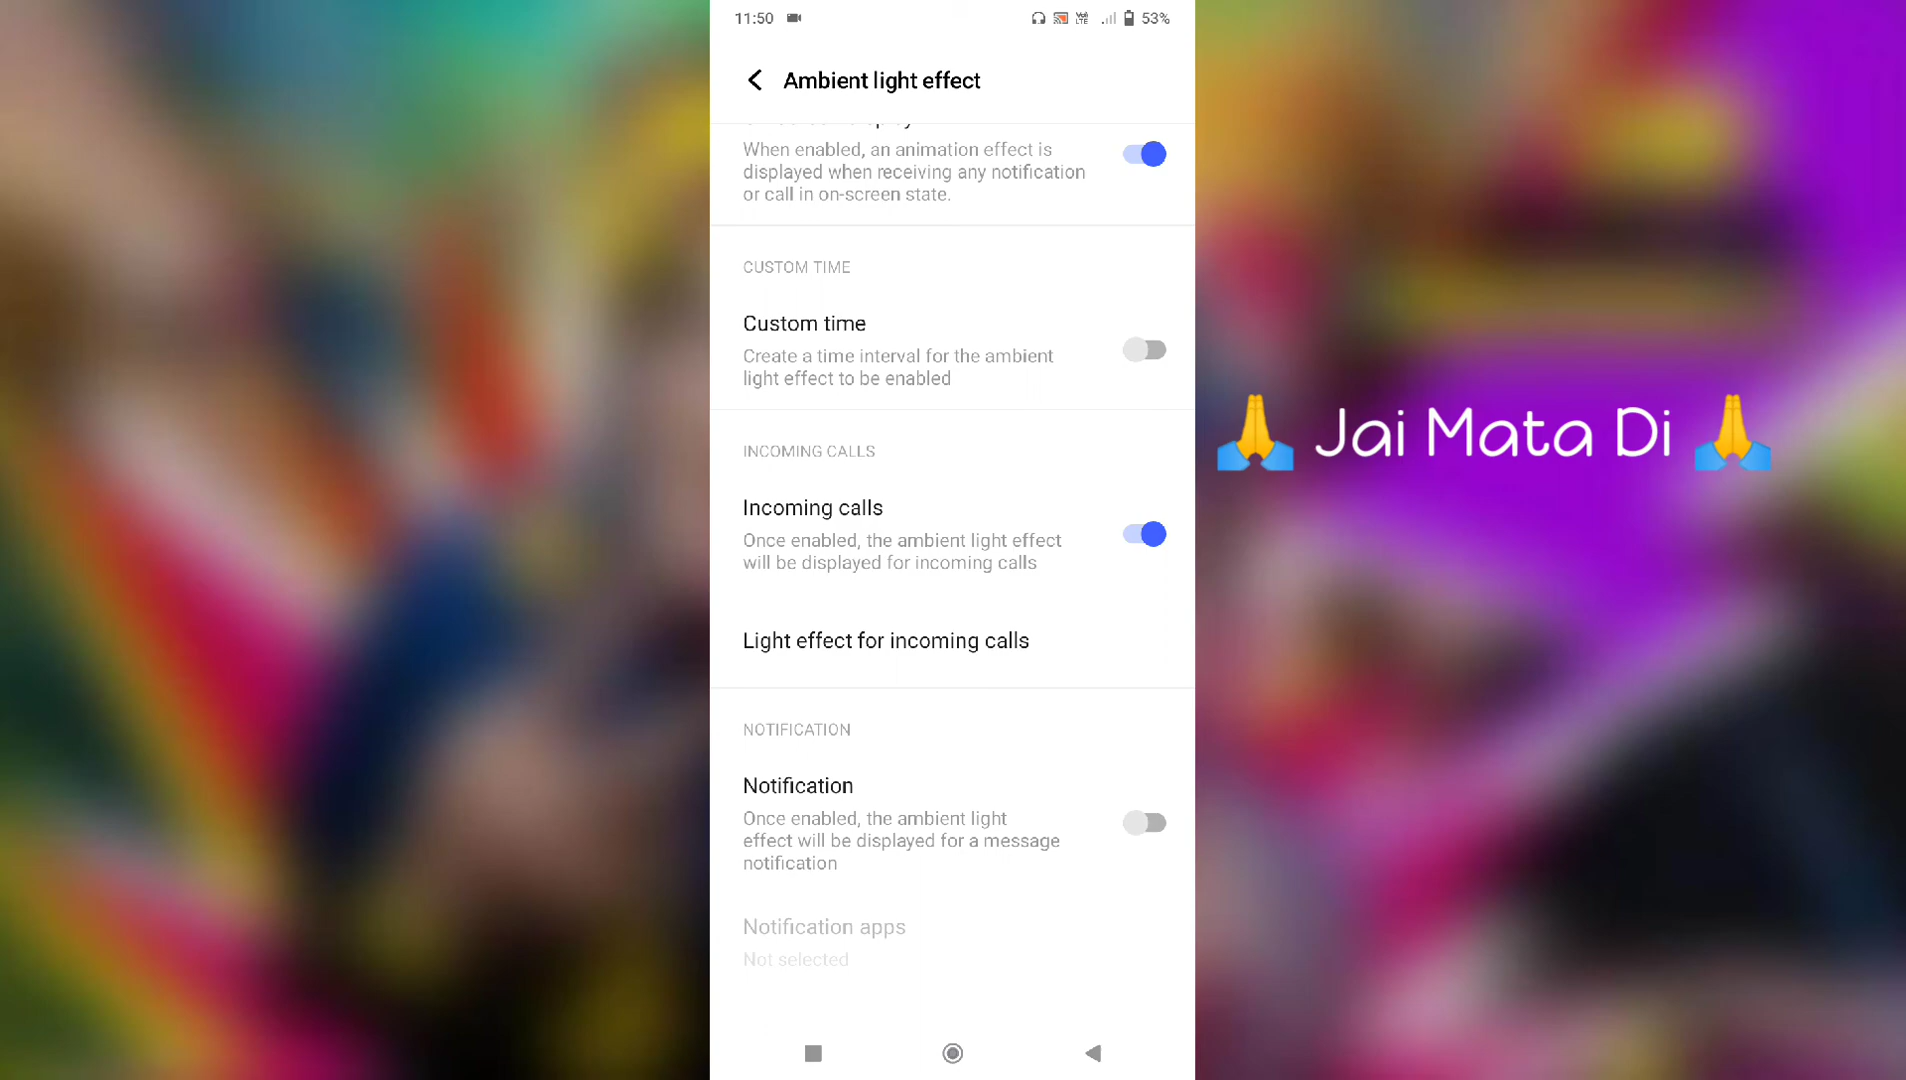 11:50 53%
Ambient light effect
When enabled, an animation effect is
displayed when receiving any notification
or call in on-screen state.
CUSTOM TIME
Custom time
Create a time interval for the ambient
light effect to be enabled
INCOMING CALLS
Incoming calls
Once enabled, the ambient light effect
will be displayed for incoming calls
🙏 Jai Mata Di 🙏
Light effect for incoming calls
NOTIFICATION
Notification
Once enabled, the ambient light
effect will be displayed for a message
notification
Notification apps
Not selected